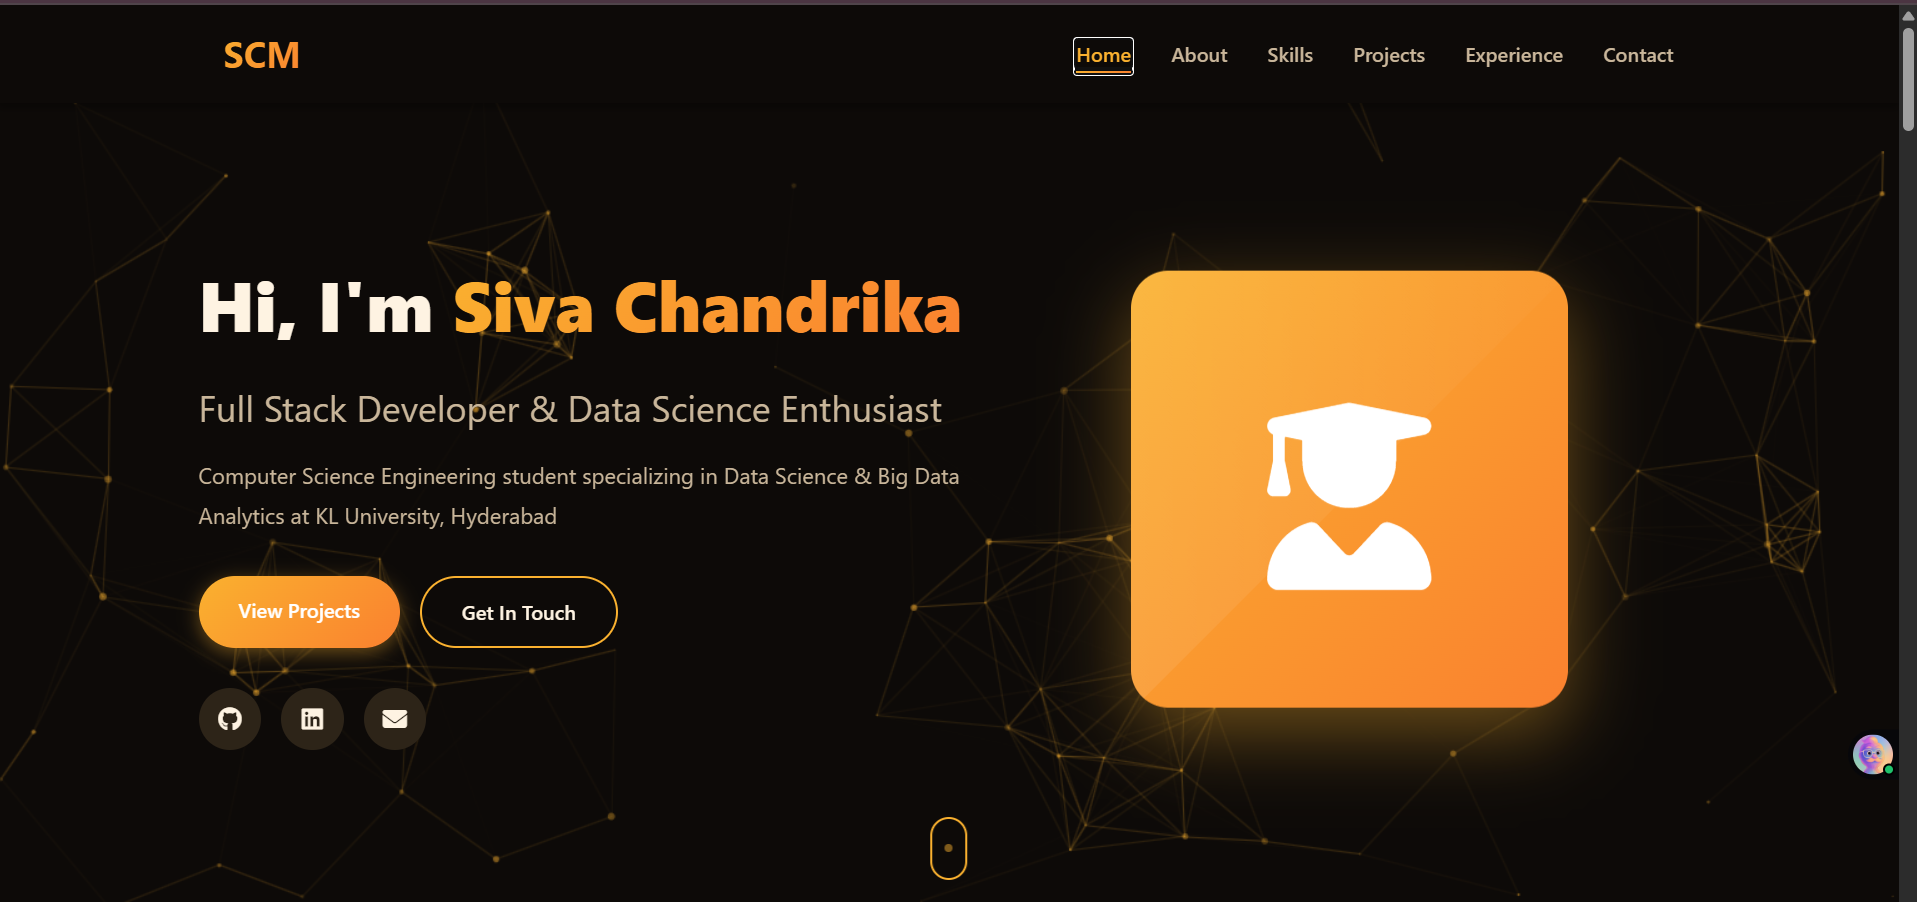 SCM
Home
About
Skills
Projects
Experience
Contact
Hi, I'm Siva Chandrika
Full Stack Developer & Data Science Enthusiast
Computer Science Engineering student specializing in Data Science & Big Data
Analytics at KL University, Hyderabad
View Projects
Get In Touch
in